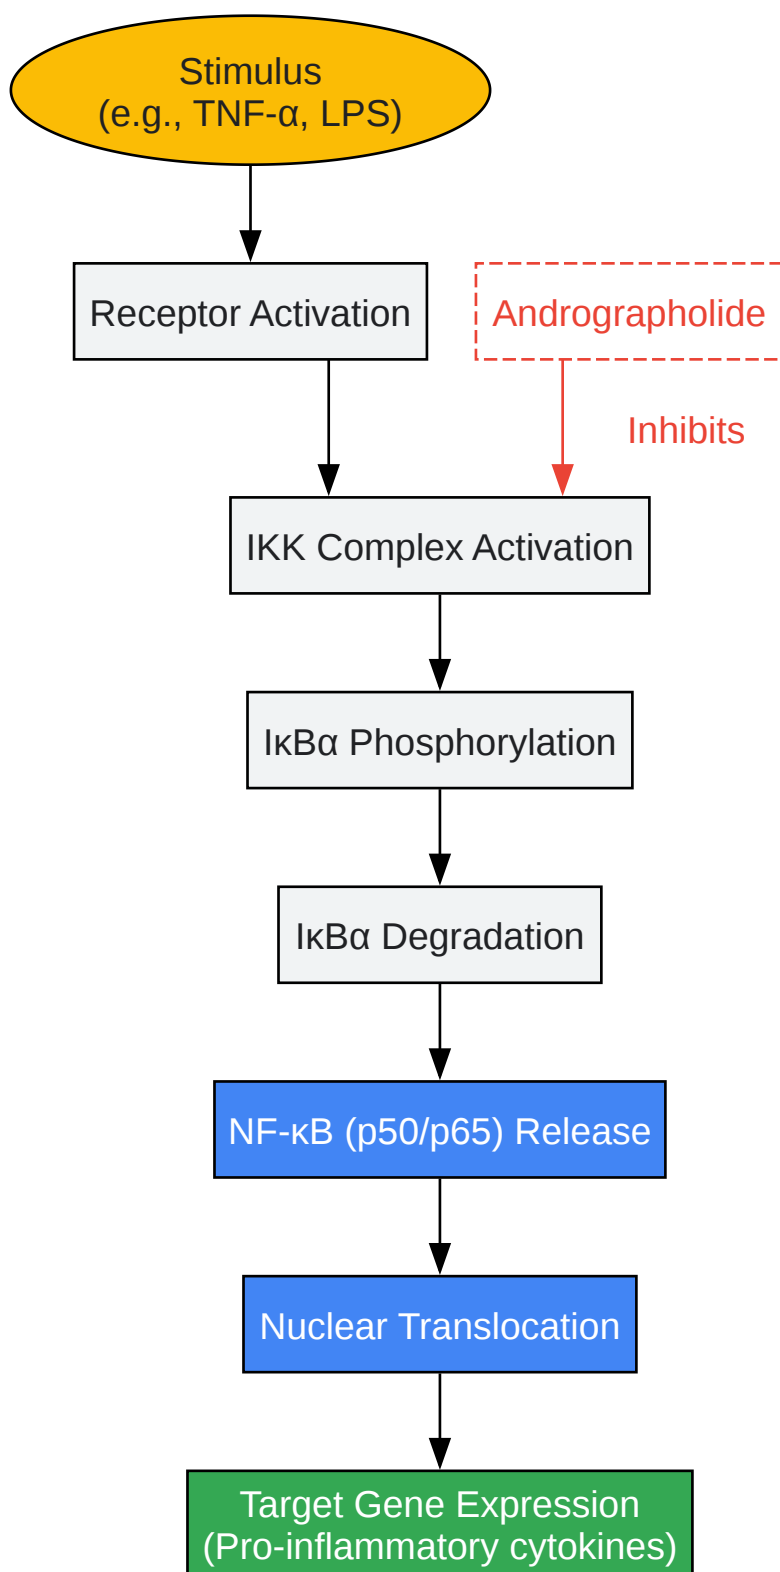 Stimulus
(e.g., TNF-α, LPS)
Receptor Activation
Andrographolide
Inhibits
IKK Complex Activation
IκBα Phosphorylation
IκBα Degradation
NF-κB (p50/p65) Release
Nuclear Translocation
Target Gene Expression
(Pro-inflammatory cytokines)